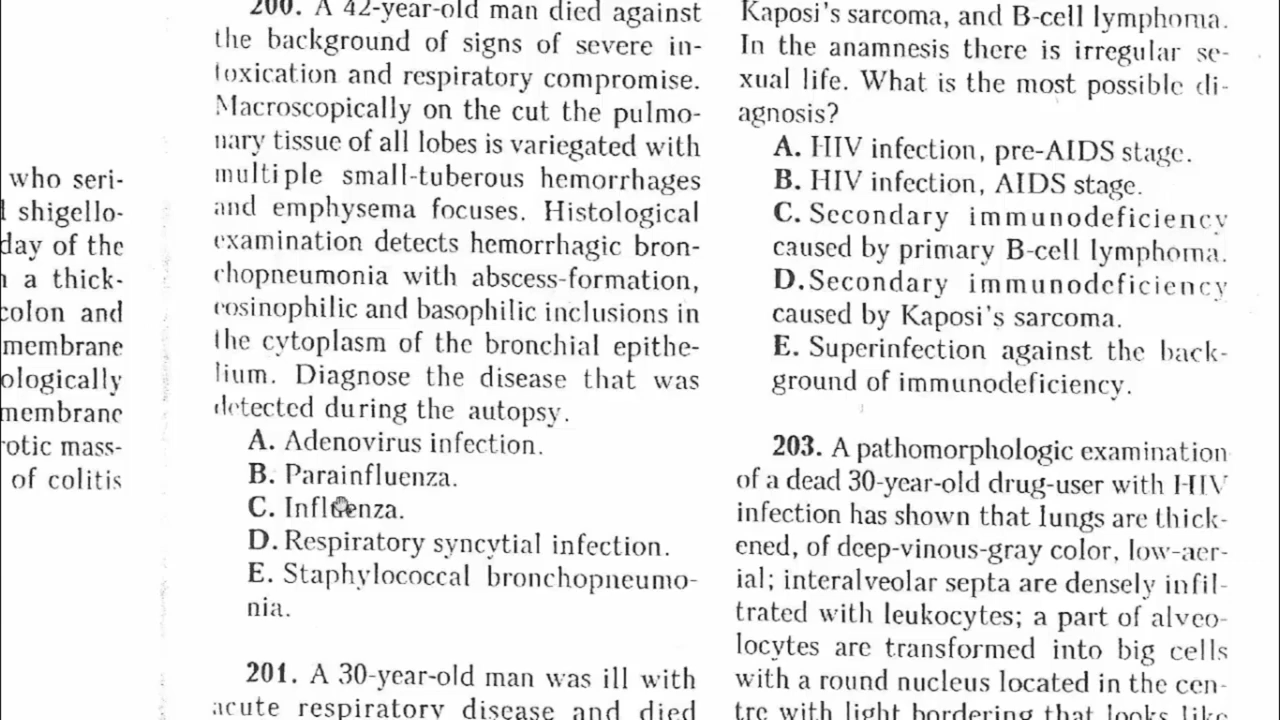 who seri-
shigello-
day of the
a thick-
colon and
membrane
ologically
membrane
rotic mass-
of colitis
200. A 42-year-old man died against
the background of signs of severe in-
toxication and respiratory compromise.
Macroscopically on the cut the pulmo-
nary tissue of all lobes is variegated with
multiple small-tuberous hemorrhages
and emphysema focuses. Histological
examination detects hemorrhagic bron-
chopneumonia with abscess-formation,
eosinophilic and basophilic inclusions in
the cytoplasm of the bronchial epithe-
lium. Diagnose the disease that was
detected during the autopsy.
A. Adenovirus infection.
B. Parainfluenza.
C. Influenza.
D. Respiratory syncytial infection.
E. Staphylococcal bronchopneumo-
nia.
201. A 30-year-old man was ill with
acute respiratory disease and died
Kaposi's sarcoma, and B-cell lymphoma.
In the anamnesis there is irregular se-
xual life. What is the most possible di-
agnosis?
A. HIV infection, pre-AIDS stage.
B. HIV infection, AIDS stage.
C. Secondary immunodeficiency
caused by primary B-cell lymphoma.
D. Secondary immunodeficiency
caused by Kaposi's sarcoma.
E. Superinfection against the back-
ground of immunodeficiency.
203. A pathomorphologic examination
of a dead 30-year-old drug-user with HIV
infection has shown that lungs are thick-
ened, of deep-vinous-gray color, low-aer-
ial; interalveolar septa are densely infil-
trated with leukocytes; a part of alveo-
locytes are transformed into big cells
with a round nucleus located in the cen-
tre with light bordering that looks like